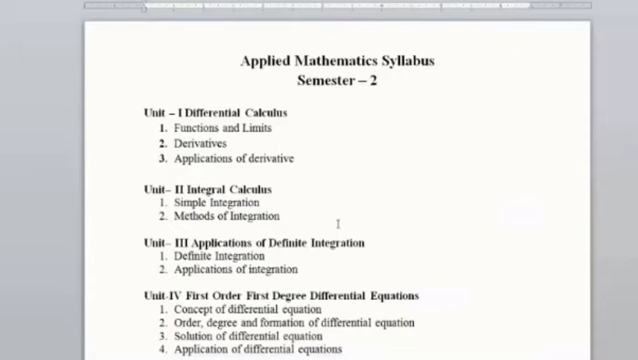 Applied Mathematics Syllabus
Semester – 2
Unit – I Differential Calculus
1. Functions and Limits
2. Derivatives
3. Applications of derivative
Unit– II Integral Calculus
1. Simple Integration
2. Methods of Integration
Unit– III Applications of Definite Integration
1. Definite Integration
2. Applications of integration
Unit-IV First Order First Degree Differential Equations
1. Concept of differential equation
2. Order, degree and formation of differential equation
3. Solution of differential equation
4. Application of differential equations